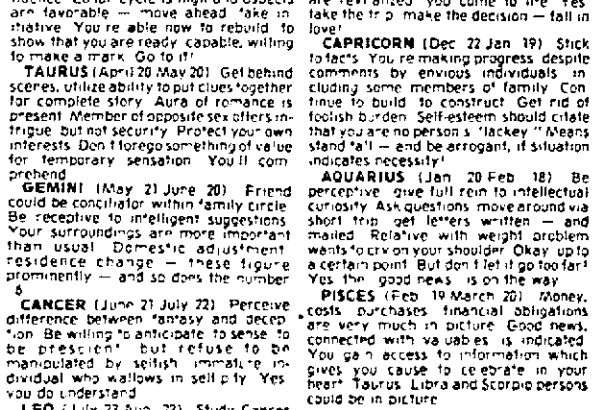 are favorable — move ahead Take in-
itiative You're able now to rebuild to
show that you are ready capable, willing
to make a mark Go to it!
TAURUS (April 20 May 20) Get behind
scenes, utilize ability to put clues together
for complete story Aura of romance is
present Member of opposite sex offers in-
trigue but not security Protect your own
interests Don t forego something of value
for temporary sensation You ll com
prehend
GEMINI (May 21 June 20) Friend
could be conciliator within family circle
Be receptive to intelligent suggestions
Your surroundings are more important
than usual Domestic adjustment
residence change — these figure
prominently — and so does the number
6
CANCER (June 21 July 22) Perceive
difference between fantasy and decep
tion Be willing to anticipate to sense to
be prescient but refuse to be
manipulated by selfish immature in-
dividual who wallows in self pity Yes
you do understand
LEO (July 23 Aug 22) Study Cancer
are revitalized you come to life Yes
take the trip make the decision — fall in
love!
CAPRICORN (Dec 22 Jan 19) Stick
to facts You re making progress despite
comments by envious individuals in
cluding some members of family Con
tinue to build to construct Get rid of
foolish burden Self-esteem should dictate
that you are no person s "lackey " Means
stand tall — and be arrogant, if situation
indicates necessity!
AQUARIUS (Jan 20 Feb 18) Be
perceptive give full rein to intellectual
curiosity Ask questions move around via
short trip get letters written — and
mailed Relative with weight problem
wants to cry on your shoulder Okay up to
a certain point But don t let it go too far!
Yes the good news is on the way
PISCES (Feb 19 March 20) Money,
costs purchases financial obligations
are very much in picture Good news,
connected with valuables is indicated
You gain access to information which
gives you cause to celebrate in your
heart Taurus Libra and Scorpio persons
could be in picture